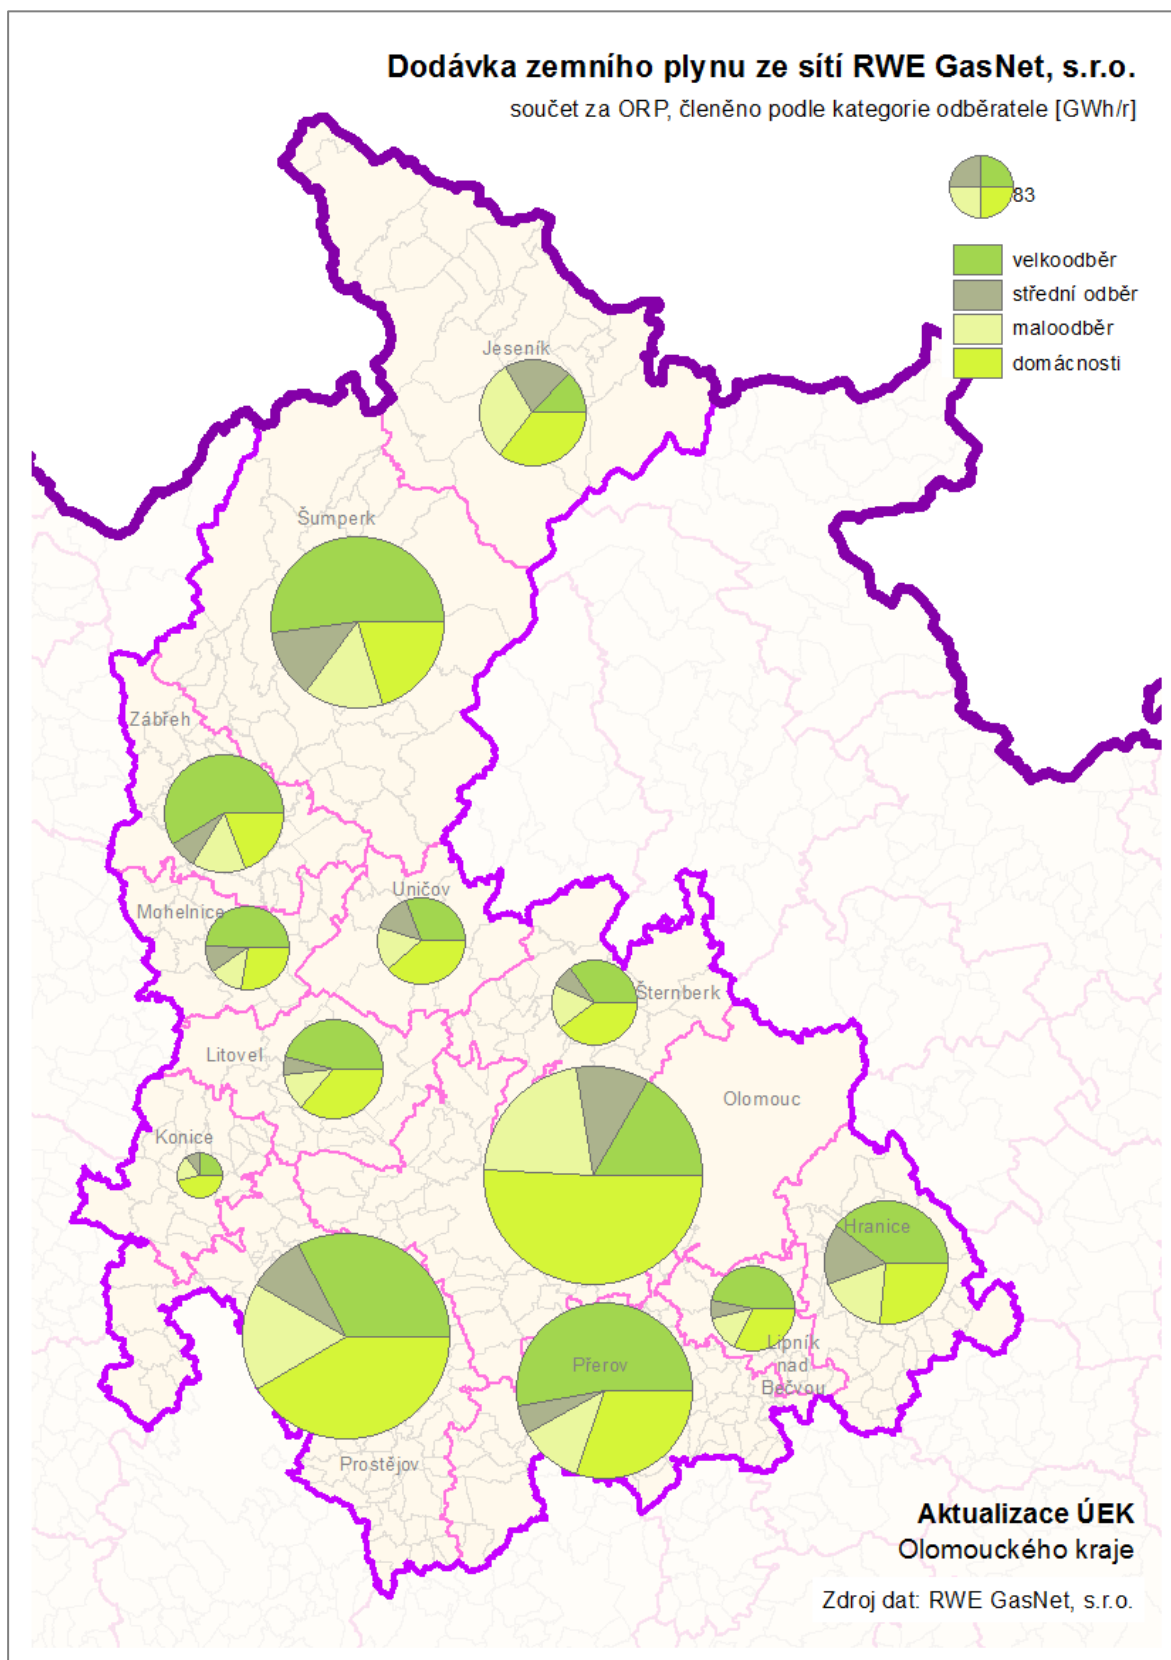 Dodávka zemního plynu ze sítí RWE GasNet, s.r.o.
součet za ORP, členěno podle kategorie odběratele [GWh/r]
83
velkoodběr
střední odběr
maloodběr
domácnosti
Jeseník
Šumperk
Zábřeh
Mohelnice
Uničov
Šternberk
Litovel
Olomouc
Konice
Hranice
Lipník
nad
Bečvou
Přerov
Prostějov
Aktualizace ÚEK
Olomouckého kraje
Zdroj dat: RWE GasNet, s.r.o.